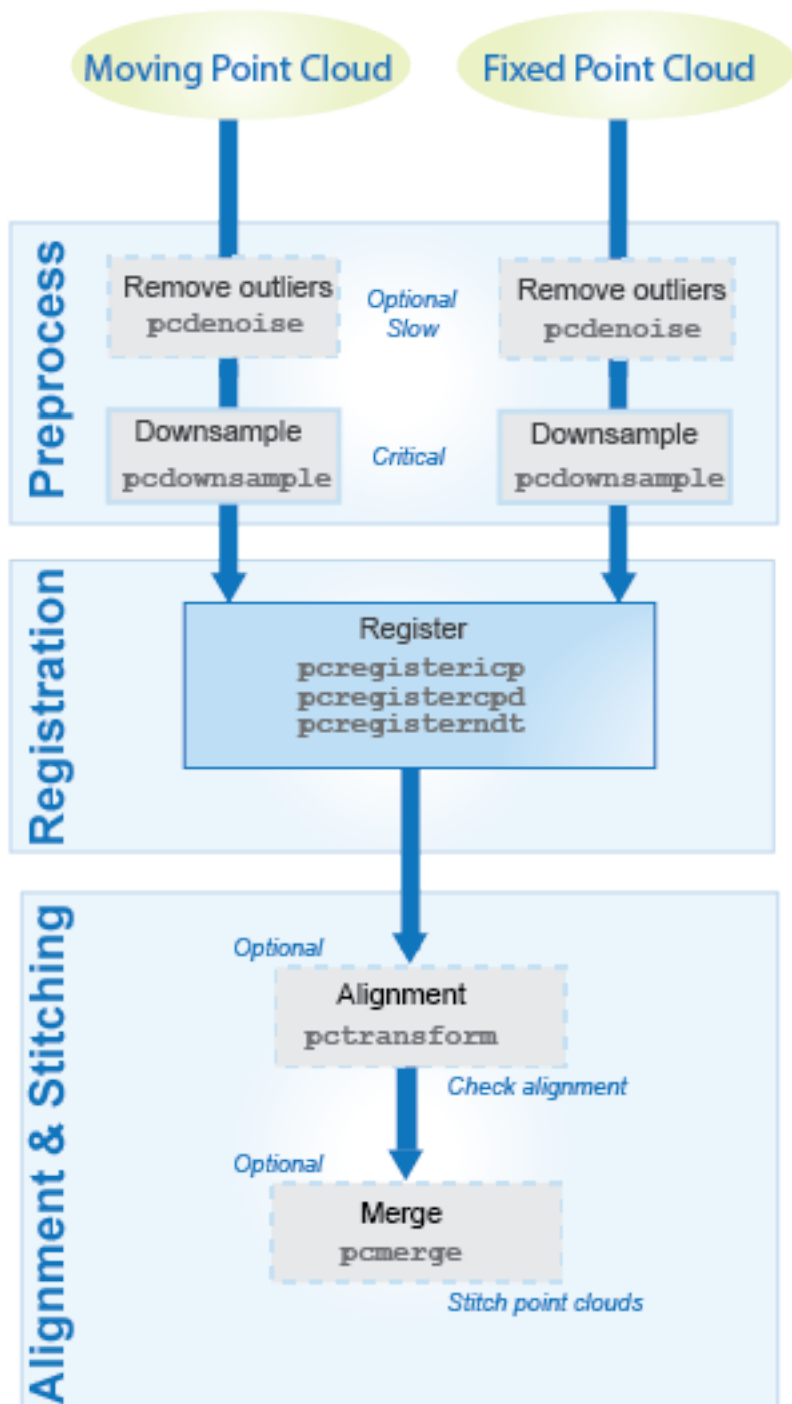 Moving Point Cloud
Fixed Point Cloud
Preprocess
Remove outliers
pcdenoise
Optional
Slow
Remove outliers
pcdenoise
Downsample
pcdownsample
Critical
Downsample
pcdownsample
Registration
Register
pcregistericp
pcregistercpd
pcregisterndt
Alignment & Stitching
Optional
Alignment
pctransform
Check alignment
Optional
Merge
pcmerge
Stitch point clouds